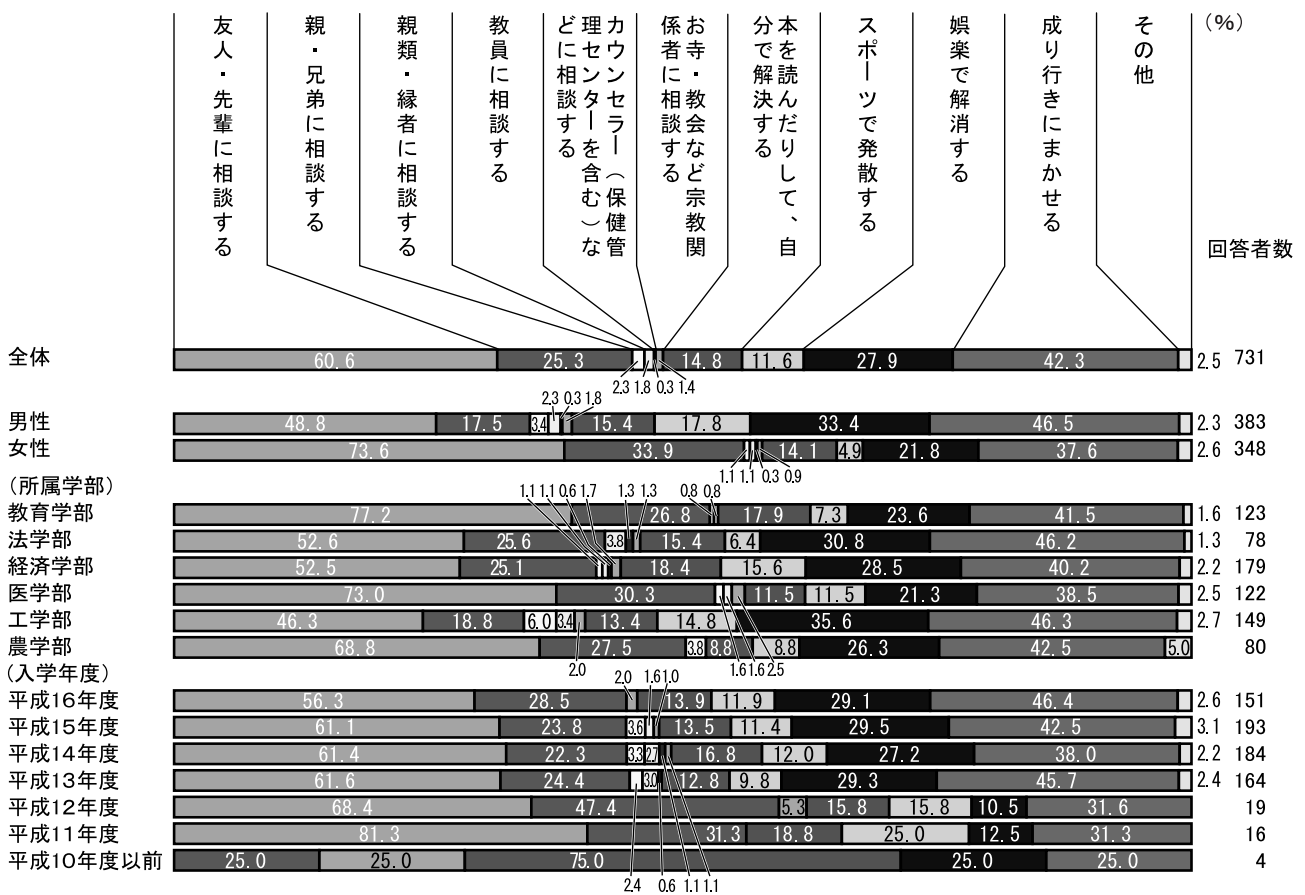 友人・先輩に相談する
親・兄弟に相談する
親類・縁者に相談する
教員に相談する
カウンセラー（保健管
理センターを含む）な
どに相談する
お寺・教会など宗教関
係者に相談する
本を読んだりして、自
分で解決する
スポーツで発散する
娯楽で解消する
成り行きにまかせる
その他
(%)
回答者数
全体 60.6 25.3 14.8 11.6 27.9 42.3 2.5 731
2.3 1.8 0.3 1.4
2.3 0.3 1.8
男性 48.8 17.5 3.4 15.4 17.8 33.4 46.5 2.3 383
女性 73.6 33.9 14.1 4.9 21.8 37.6 2.6 348
1.1 1.1 0.3 0.9
(所属学部)
1.1 1.1 0.6 1.7 1.3 1.3 0.8 0.8
教育学部 77.2 26.8 17.9 7.3 23.6 41.5 1.6 123
法学部 52.6 25.6 3.8 15.4 6.4 30.8 46.2 1.3 78
経済学部 52.5 25.1 18.4 15.6 28.5 40.2 2.2 179
医学部 73.0 30.3 11.5 11.5 21.3 38.5 2.5 122
工学部 46.3 18.8 6.0 3.4 13.4 14.8 35.6 46.3 2.7 149
農学部 68.8 27.5 3.8 8.8 8.8 26.3 42.5 5.0 80
2.0 1.6 1.6 2.5
(入学年度)
2.0 1.6 1.0
平成16年度 56.3 28.5 13.9 11.9 29.1 46.4 2.6 151
平成15年度 61.1 23.8 3.6 13.5 11.4 29.5 42.5 3.1 193
平成14年度 61.4 22.3 3.3 2.7 16.8 12.0 27.2 38.0 2.2 184
平成13年度 61.6 24.4 3.0 12.8 9.8 29.3 45.7 2.4 164
平成12年度 68.4 47.4 5.3 15.8 15.8 10.5 31.6 19
平成11年度 81.3 31.3 18.8 25.0 12.5 31.3 16
平成10年度以前 25.0 25.0 75.0 25.0 25.0 4
2.4 0.6 1.1 1.1